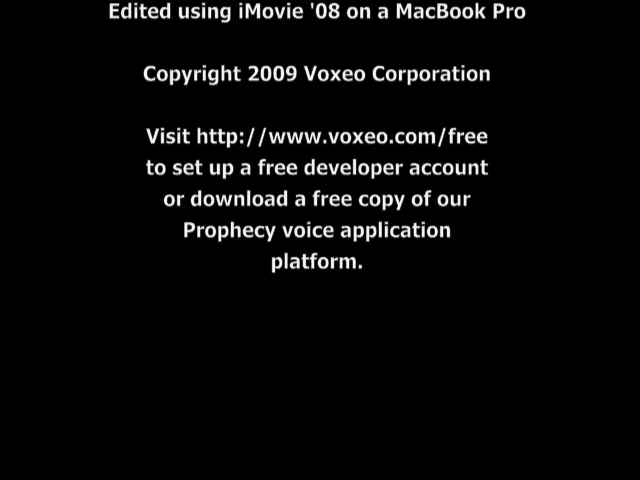 Edited using iMovie '08 on a MacBook Pro
Copyright 2009 Voxeo Corporation
Visit http://www.voxeo.com/free
to set up a free developer account
or download a free copy of our
Prophecy voice application
platform.